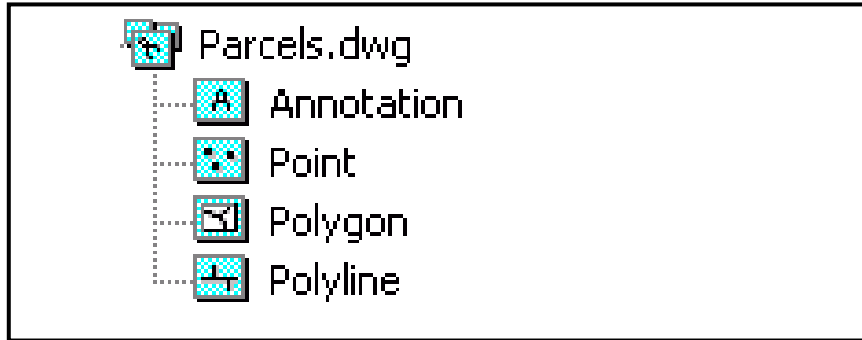 Parcels.dwg
Annotation
Point
Polygon
Polyline